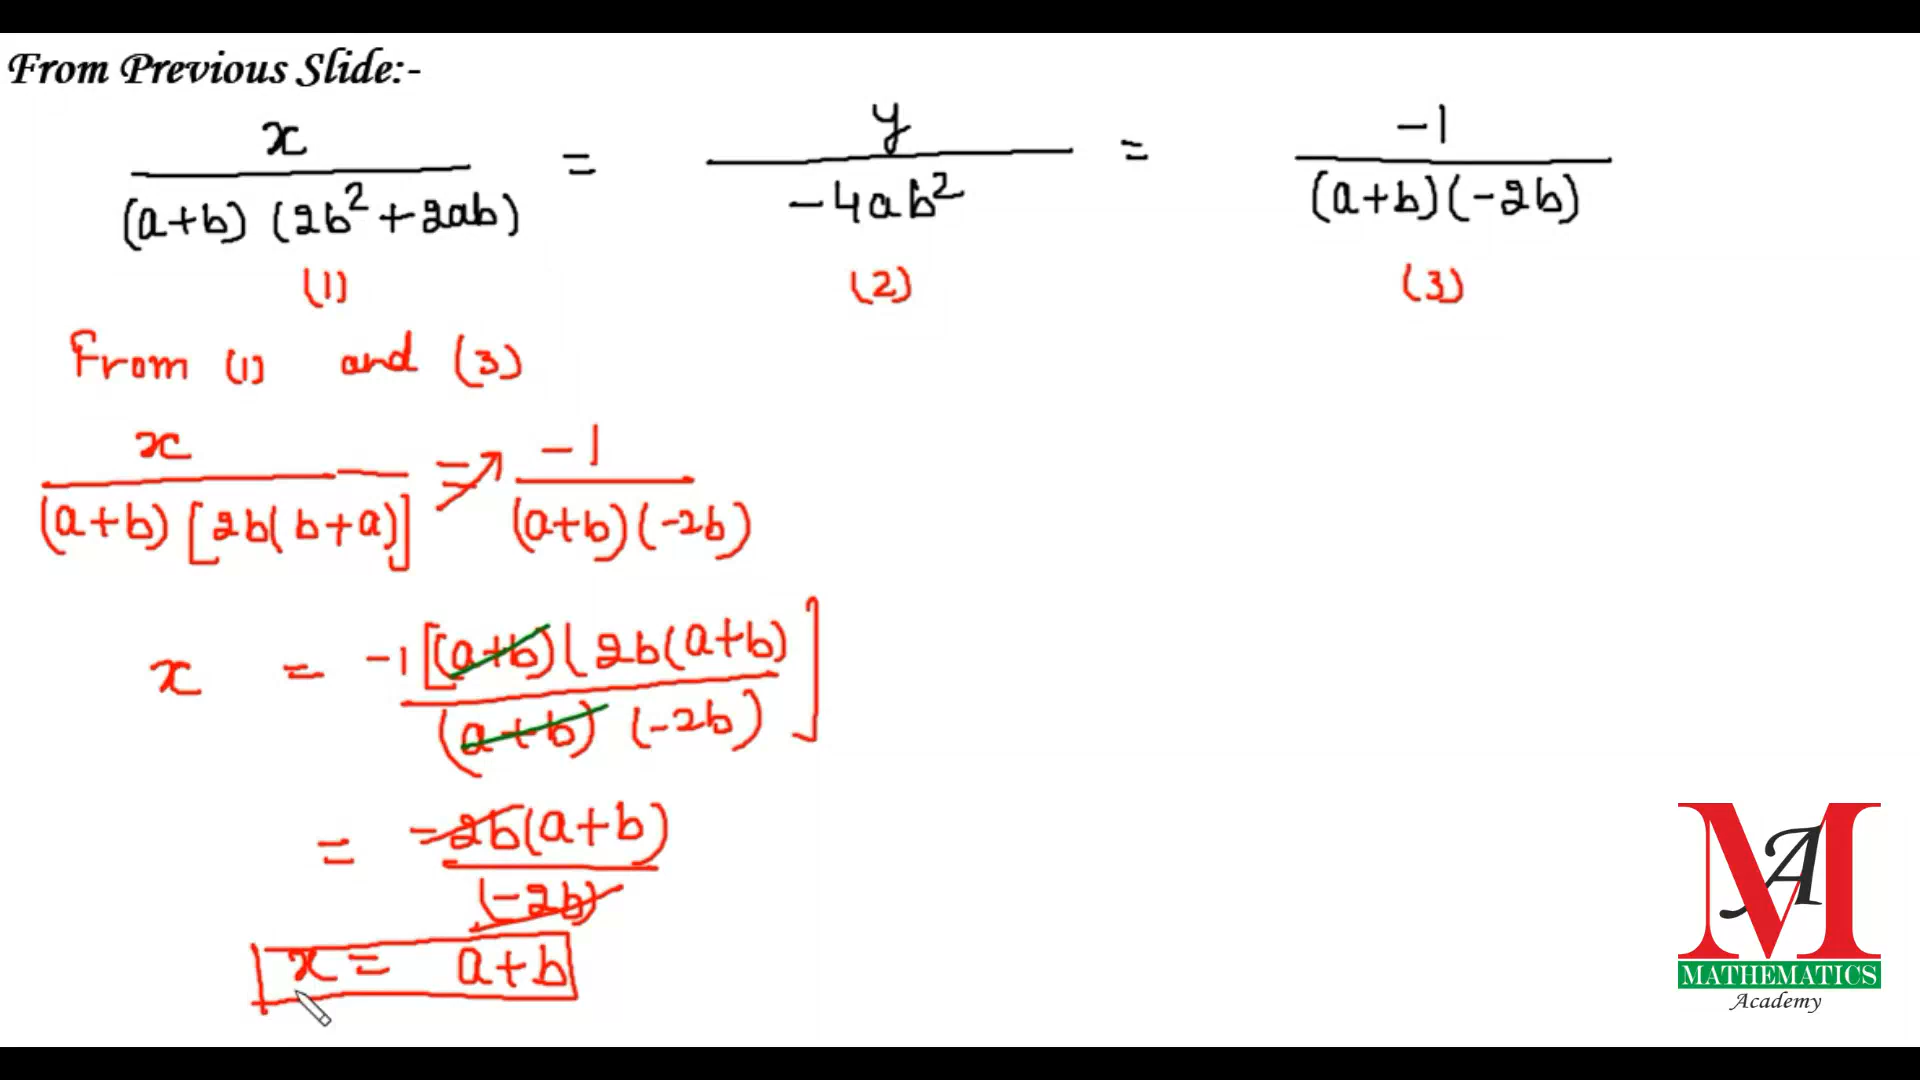 From Previous Slide:-
x/((a+b) (2b²+2ab)) = y/(-4ab²) = -1/((a+b)(-2b))
(1) (2) (3)
From (1) and (3)
x/((a+b) [2b(b+a)]) = -1/((a+b)(-2b))
x = -1 [(a+b)(2b(a+b)/((a+b) (-2b)]
= -2b(a+b)/(-2b)
x = a+b
MA
MATHEMATICS
Academy